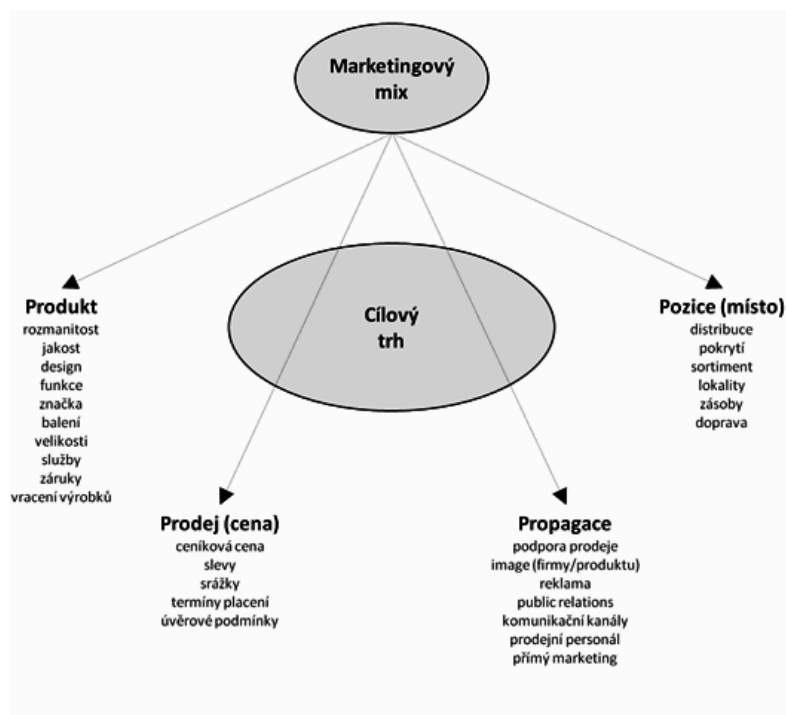 Marketingový
mix
Cílový
trh
Produkt
rozmanitost
jakost
design
funkce
značka
balení
velikosti
služby
záruky
vracení výrobků
Pozice (místo)
distribuce
pokrytí
sortiment
lokality
zásoby
doprava
Prodej (cena)
ceníková cena
slevy
srážky
termíny placení
úvěrové podmínky
Propagace
podpora prodeje
image (firmy/produktu)
reklama
public relations
komunikační kanály
prodejní personál
přímý marketing